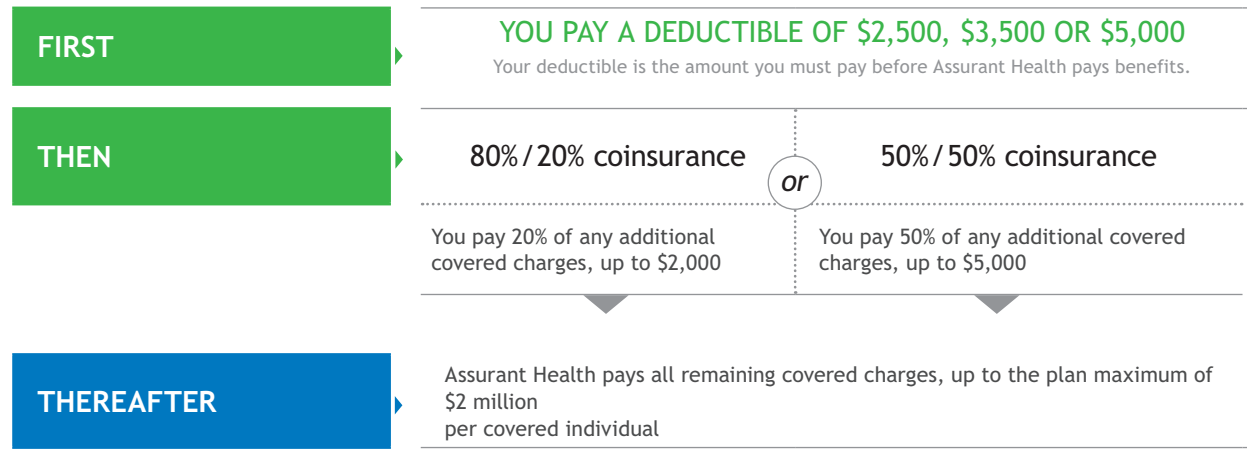 FIRST
YOU PAY A DEDUCTIBLE OF $2,500, $3,500 OR $5,000
Your deductible is the amount you must pay before Assurant Health pays benefits.
THEN
80%/20% coinsurance
or
50%/50% coinsurance
You pay 20% of any additional
covered charges, up to $2,000
You pay 50% of any additional covered
charges, up to $5,000
THEREAFTER
Assurant Health pays all remaining covered charges, up to the plan maximum of
$2 million
per covered individual